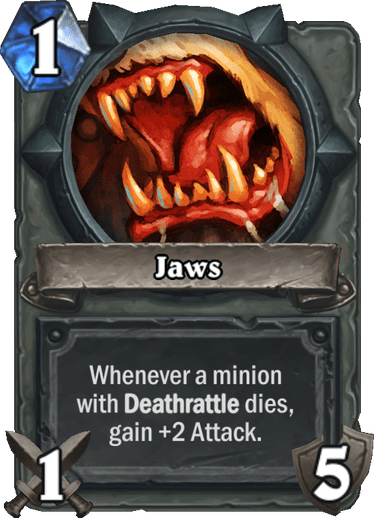 1
Jaws
Whenever a minion
with Deathrattle dies,
gain +2 Attack.
1
5